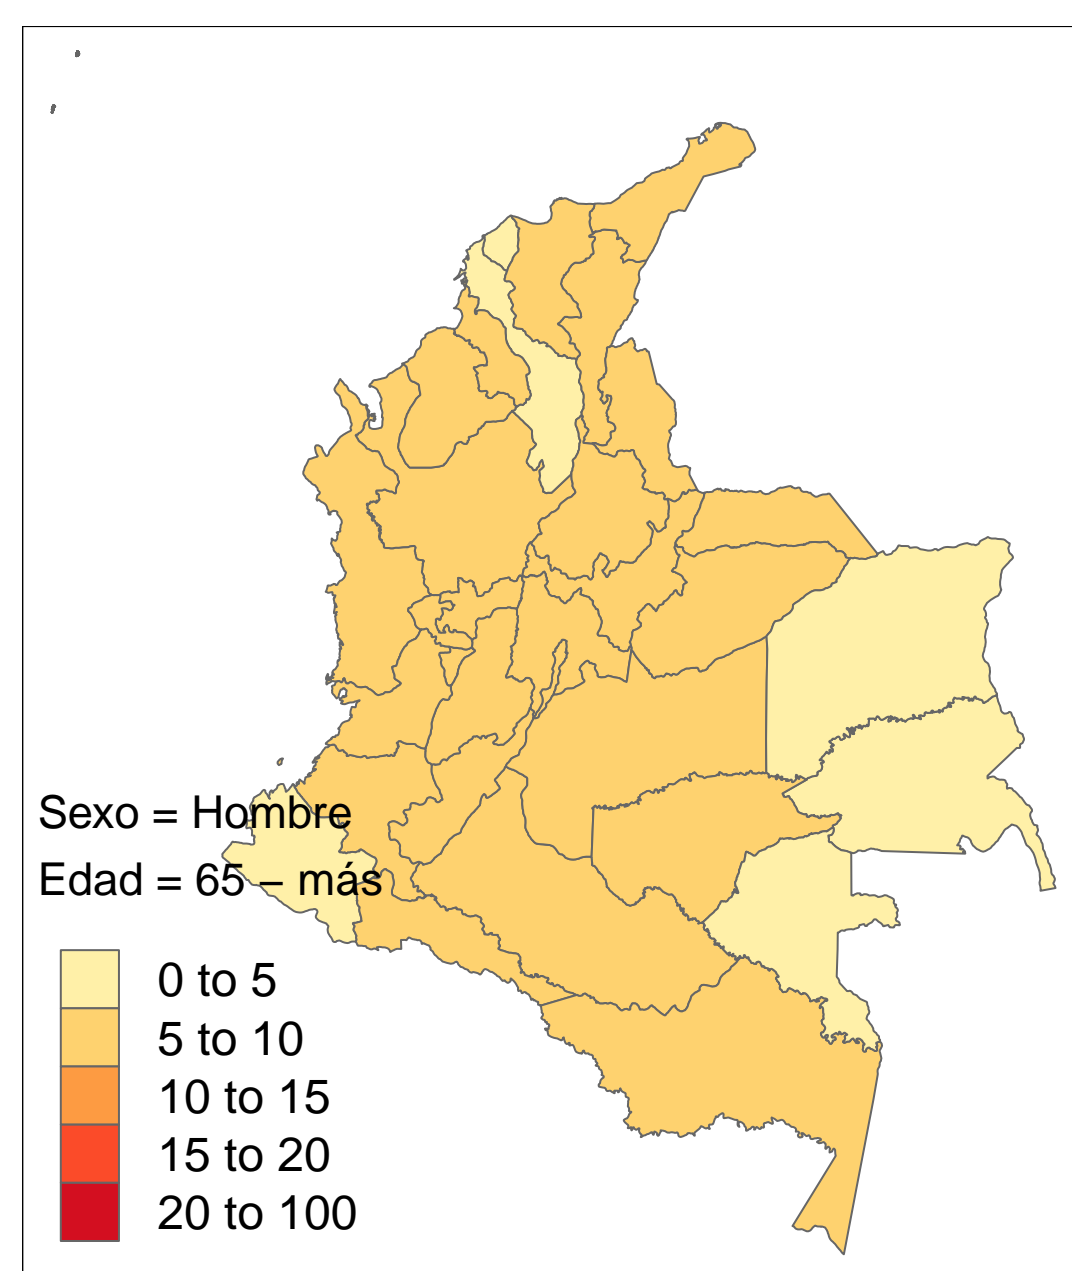 Sexo = Hombre
Edad = 65 – más
0 to 5
5 to 10
10 to 15
15 to 20
20 to 100